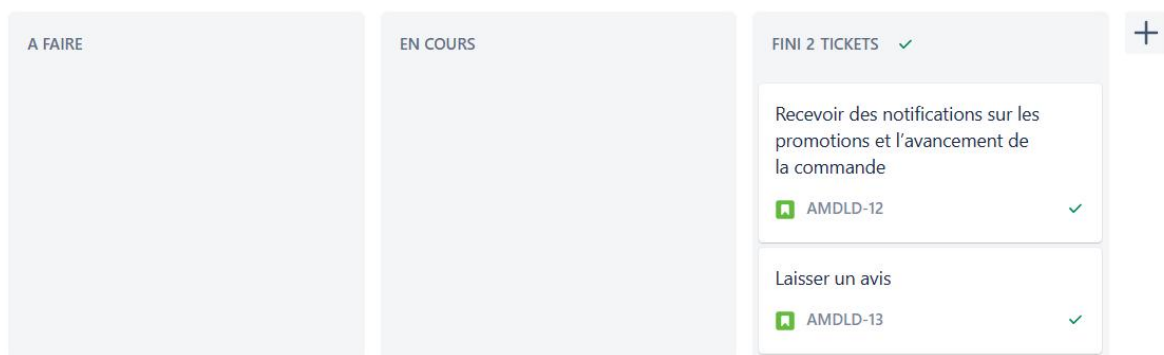 A FAIRE
EN COURS
FINI 2 TICKETS
Recevoir des notifications sur les
promotions et l'avancement de
la commande
AMDLD-12
Laisser un avis
AMDLD-13